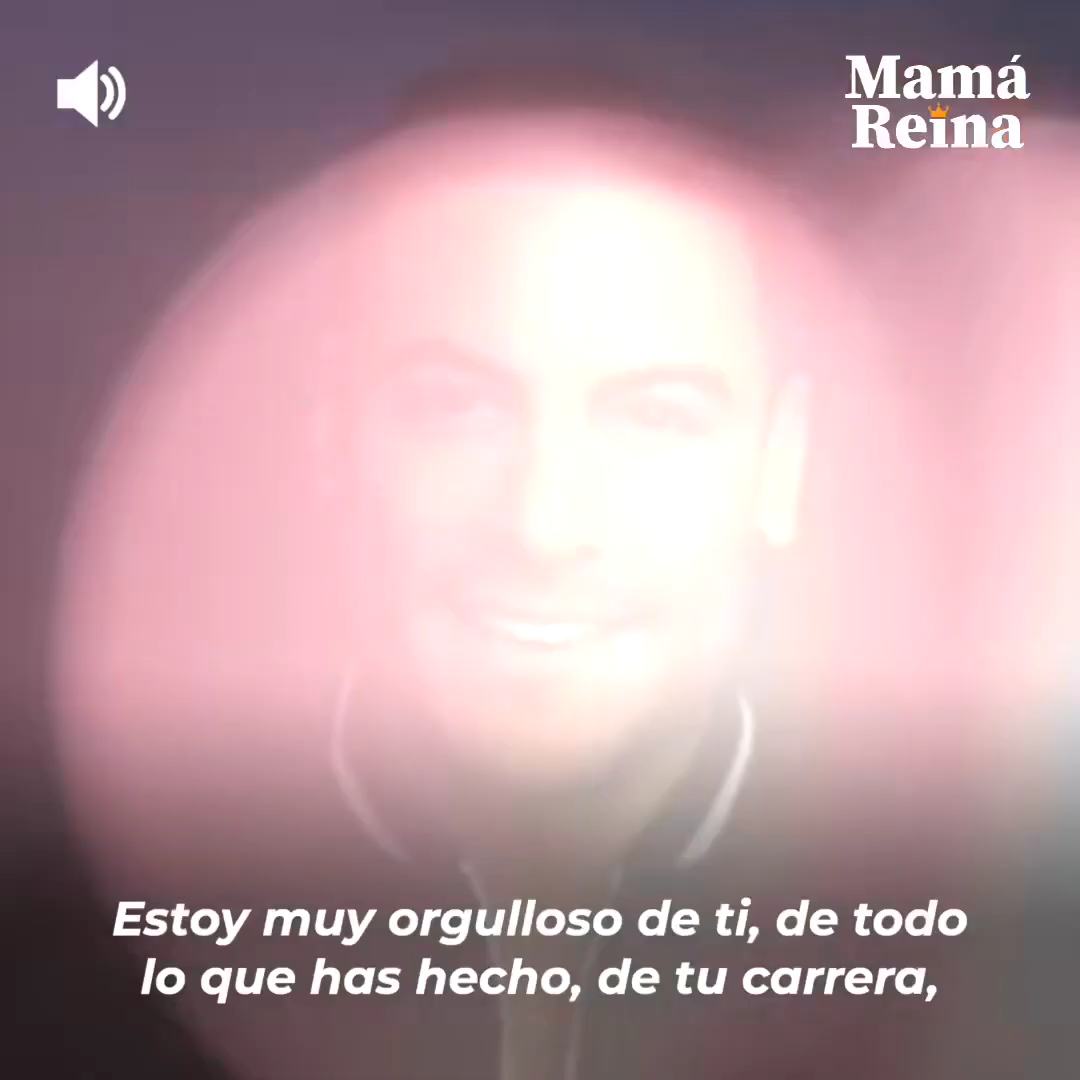 Mamá
Reina
Estoy muy orgulloso de ti, de todo
lo que has hecho, de tu carrera,